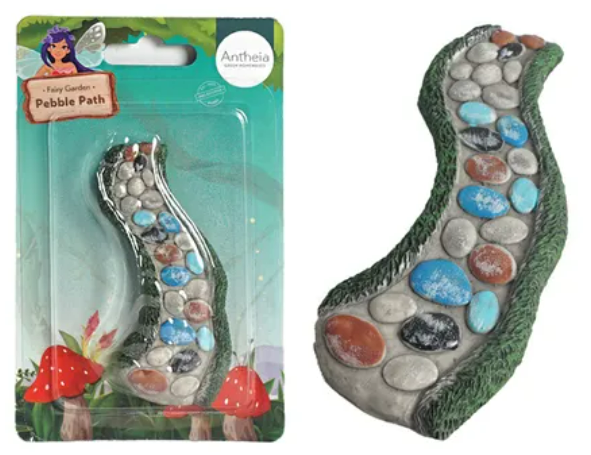 Antheia
• Fairy Garden •
Pebble Path